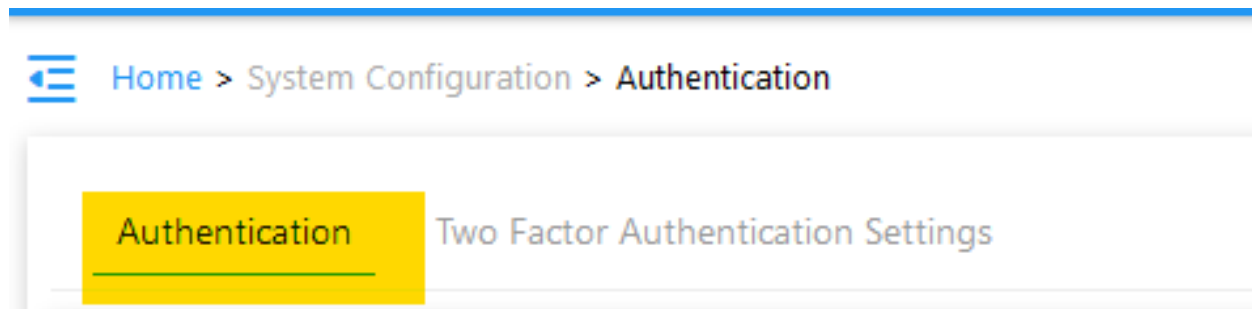 Home > System Configuration > Authentication
Authentication Two Factor Authentication Settings